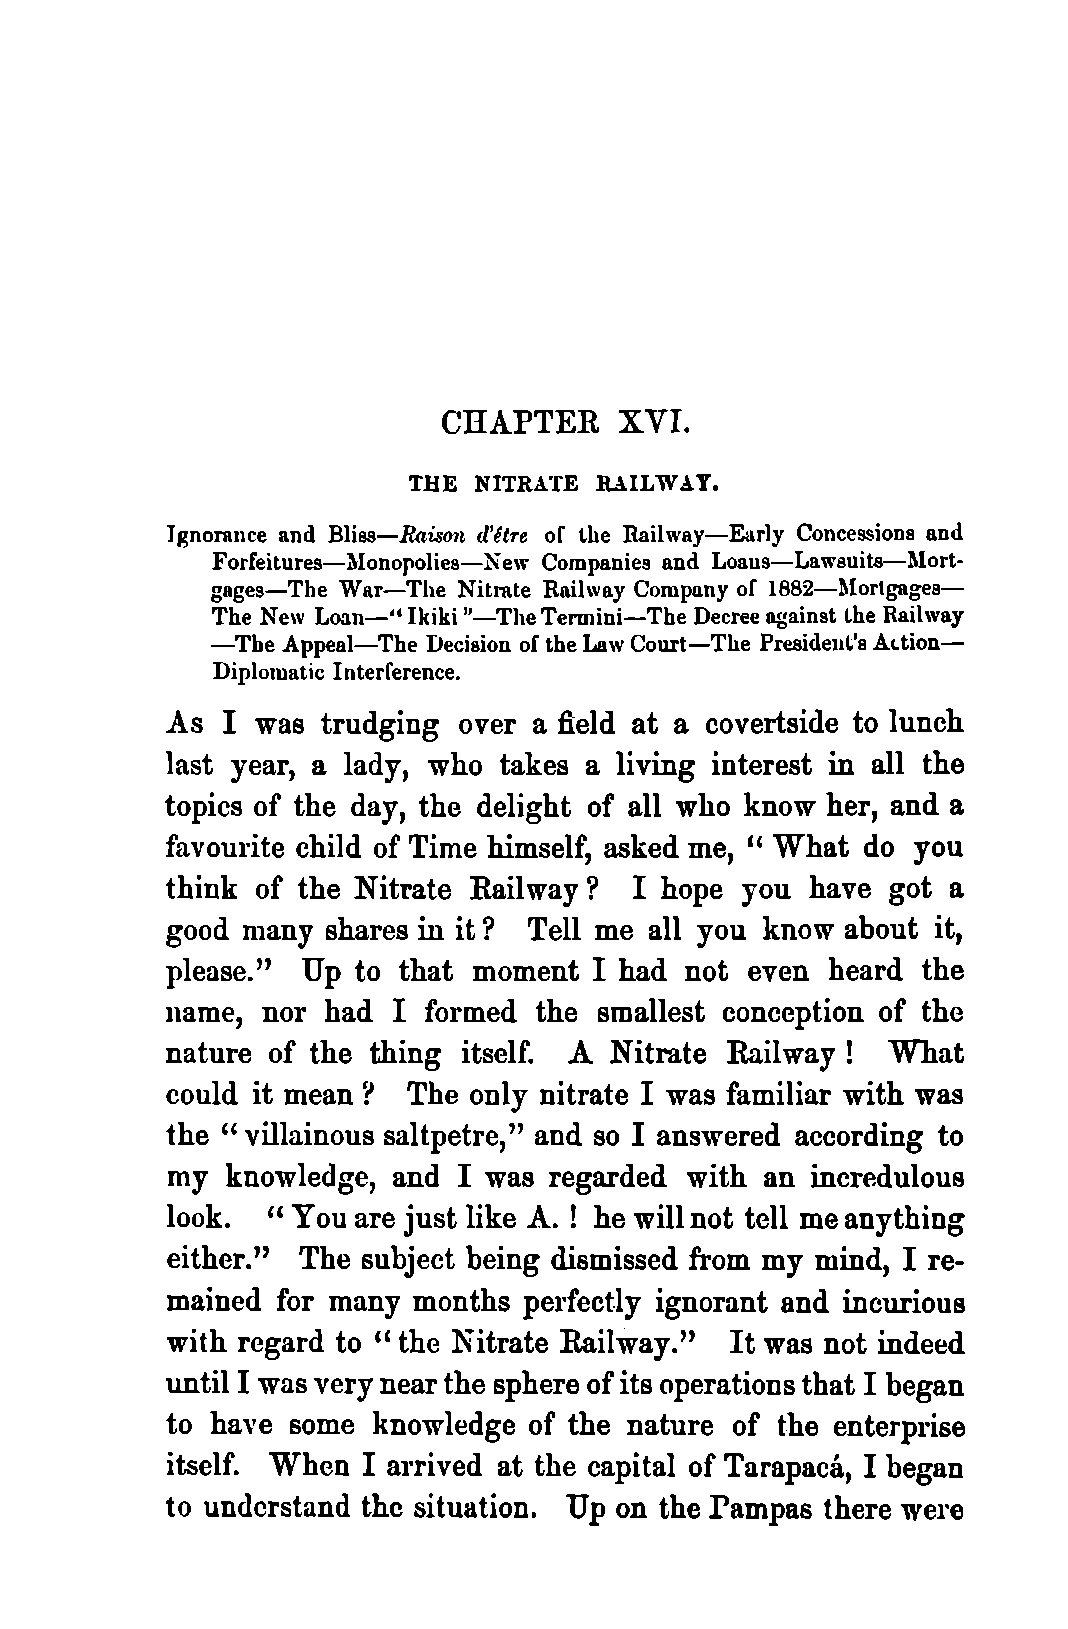 CHAPTER XVI.
THE NITRATE RAILWAY.
Ignorance and Bliss—Raison d'étre of the Railway—Early Concessions and
Forfeitures—Monopolies—New Companies and Loans—Lawsuits—Mort-
gages—The War—The Nitrate Railway Company of 1882—Mortgages—
The New Loan—“Ikiki”—The Termini—The Decree against the Railway
—The Appeal—The Decision of the Law Court—The President's Action—
Diplomatic Interference.
As I was trudging over a field at a covertside to lunch
last year, a lady, who takes a living interest in all the
topics of the day, the delight of all who know her, and a
favourite child of Time himself, asked me, “What do you
think of the Nitrate Railway? I hope you have got a
good many shares in it? Tell me all you know about it,
please.” Up to that moment I had not even heard the
name, nor had I formed the smallest conception of the
nature of the thing itself. A Nitrate Railway! What
could it mean? The only nitrate I was familiar with was
the “villainous saltpetre,” and so I answered according to
my knowledge, and I was regarded with an incredulous
look. “You are just like A.! he will not tell me anything
either.” The subject being dismissed from my mind, I re-
mained for many months perfectly ignorant and incurious
with regard to “the Nitrate Railway.” It was not indeed
until I was very near the sphere of its operations that I began
to have some knowledge of the nature of the enterprise
itself. When I arrived at the capital of Tarapacá, I began
to understand the situation. Up on the Pampas there were